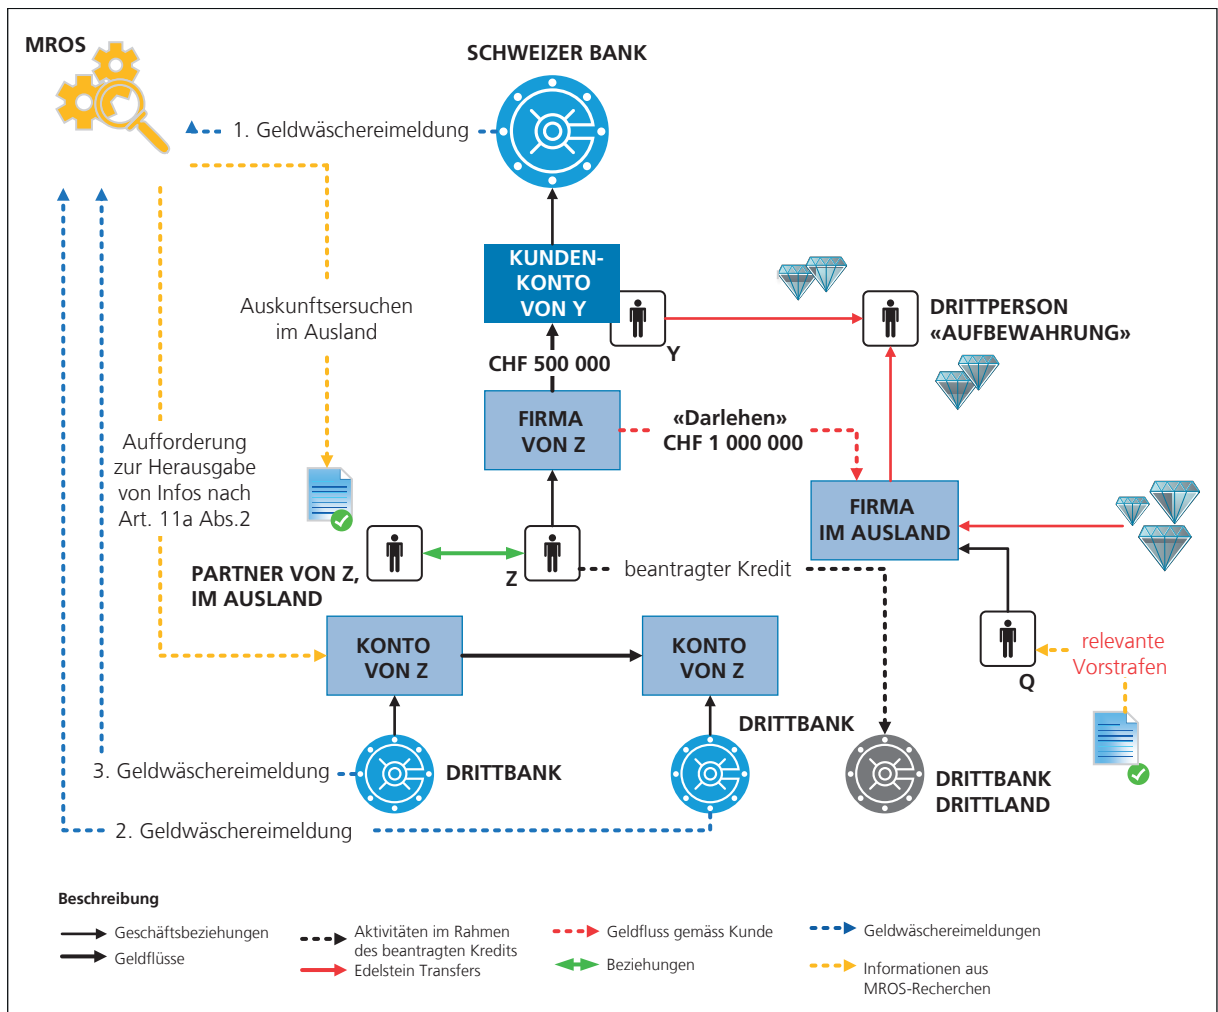 MROS
SCHWEIZER BANK
1. Geldwäschereimeldung
KUNDEN-
KONTO
VON Y
Auskunftsersuchen
im Ausland
DRITTPERSON
«AUFBEWAHRUNG»
Y
CHF 500 000
FIRMA
VON Z
«Darlehen»
CHF 1 000 000
Aufforderung
zur Herausgabe
von Infos nach
Art. 11a Abs.2
FIRMA
IM AUSLAND
PARTNER VON Z,
IM AUSLAND
Z
beantragter Kredit
KONTO
VON Z
KONTO
VON Z
Q
relevante
Vorstrafen
DRITTBANK
3. Geldwäschereimeldung
DRITTBANK
DRITTBANK
DRITTLAND
2. Geldwäschereimeldung
Beschreibung
Geschäftsbeziehungen
Geldflüsse
Aktivitäten im Rahmen
des beantragten Kredits
Edelstein Transfers
Geldfluss gemäss Kunde
Beziehungen
Geldwäschereimeldungen
Informationen aus
MROS-Recherchen